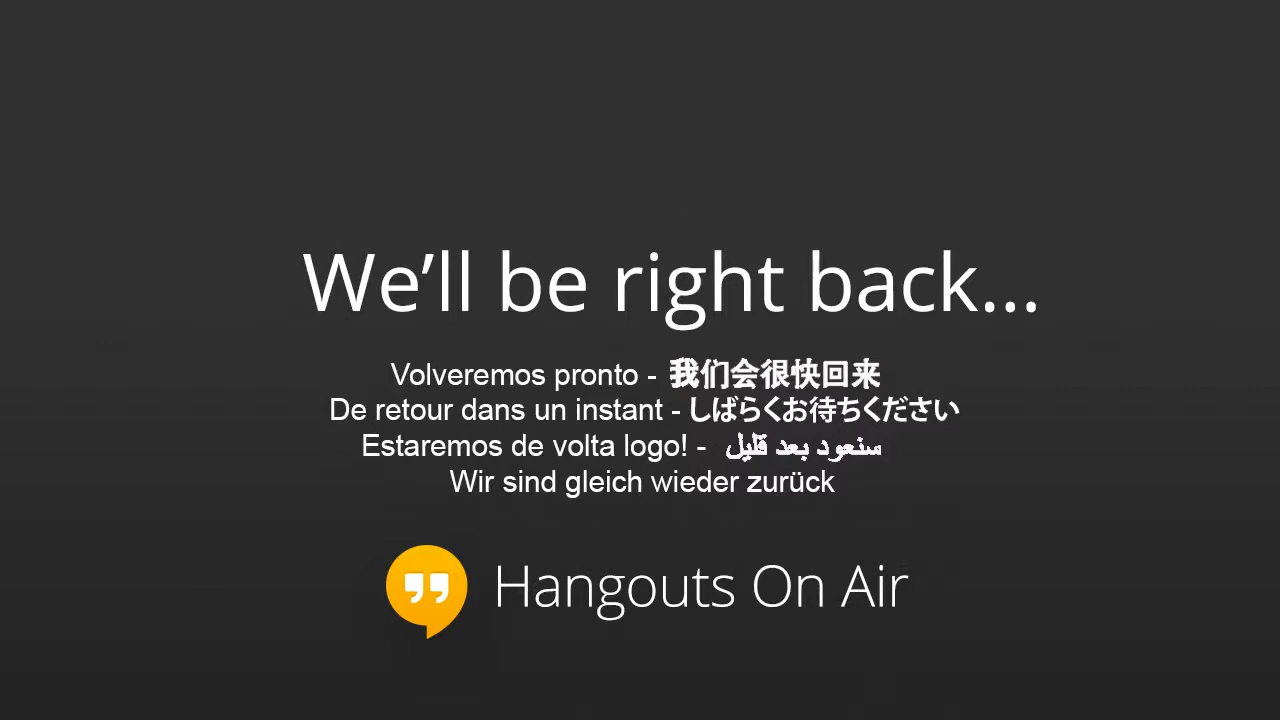 We’ll be right back...
Volveremos pronto - 我们会很快回来
De retour dans un instant - しばらくお待ちください
Estaremos de volta logo! - سنعود بعد قليل
Wir sind gleich wieder zurück
Hangouts On Air